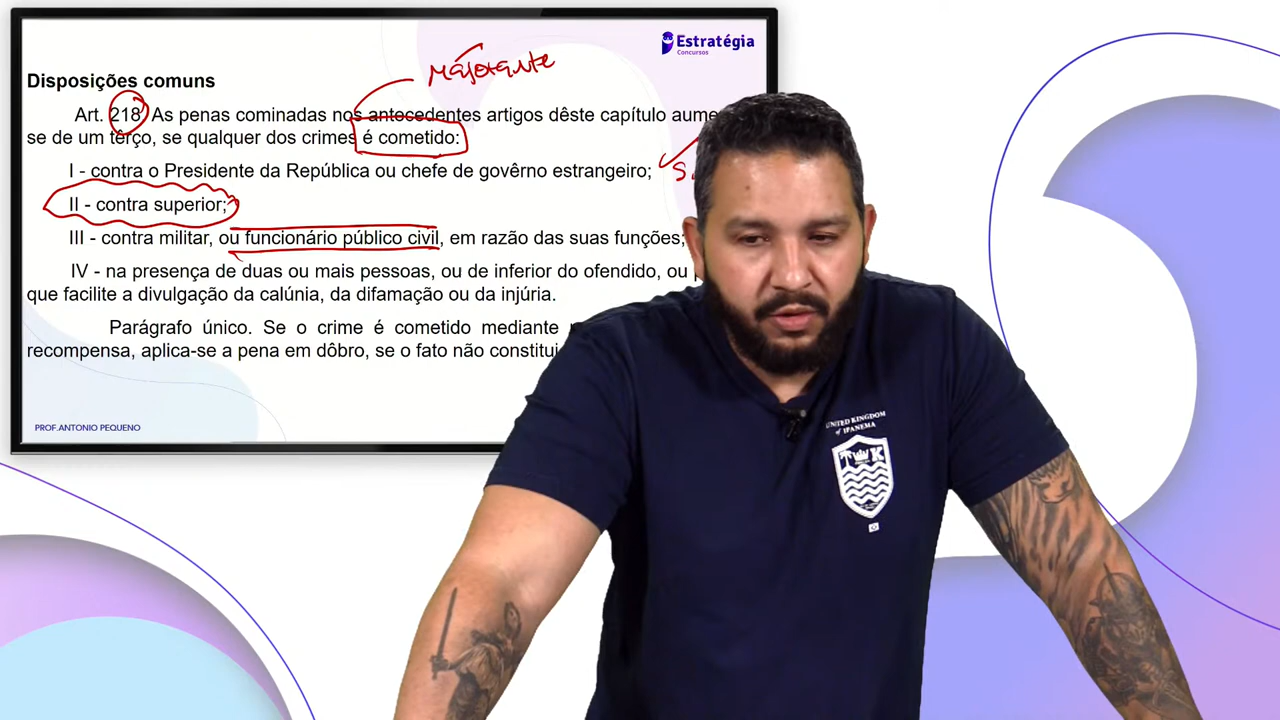 Estratégia
Concursos
Majorante
Disposições comuns
Art. 218. As penas cominadas nos antecedentes artigos dêste capítulo aume
se de um terço, se qualquer dos crimes é cometido:
I - contra o Presidente da República ou chefe de govêrno estrangeiro;
S.
II - contra superior;
III - contra militar, ou funcionário público civil, em razão das suas funções;
IV - na presença de duas ou mais pessoas, ou de inferior do ofendido, ou
que facilite a divulgação da calúnia, da difamação ou da injúria.
Parágrafo único. Se o crime é cometido mediante
recompensa, aplica-se a pena em dôbro, se o fato não constitui
PROF.ANTONIO PEQUENO
UNITED KINGDOM
of IPANEMA
K